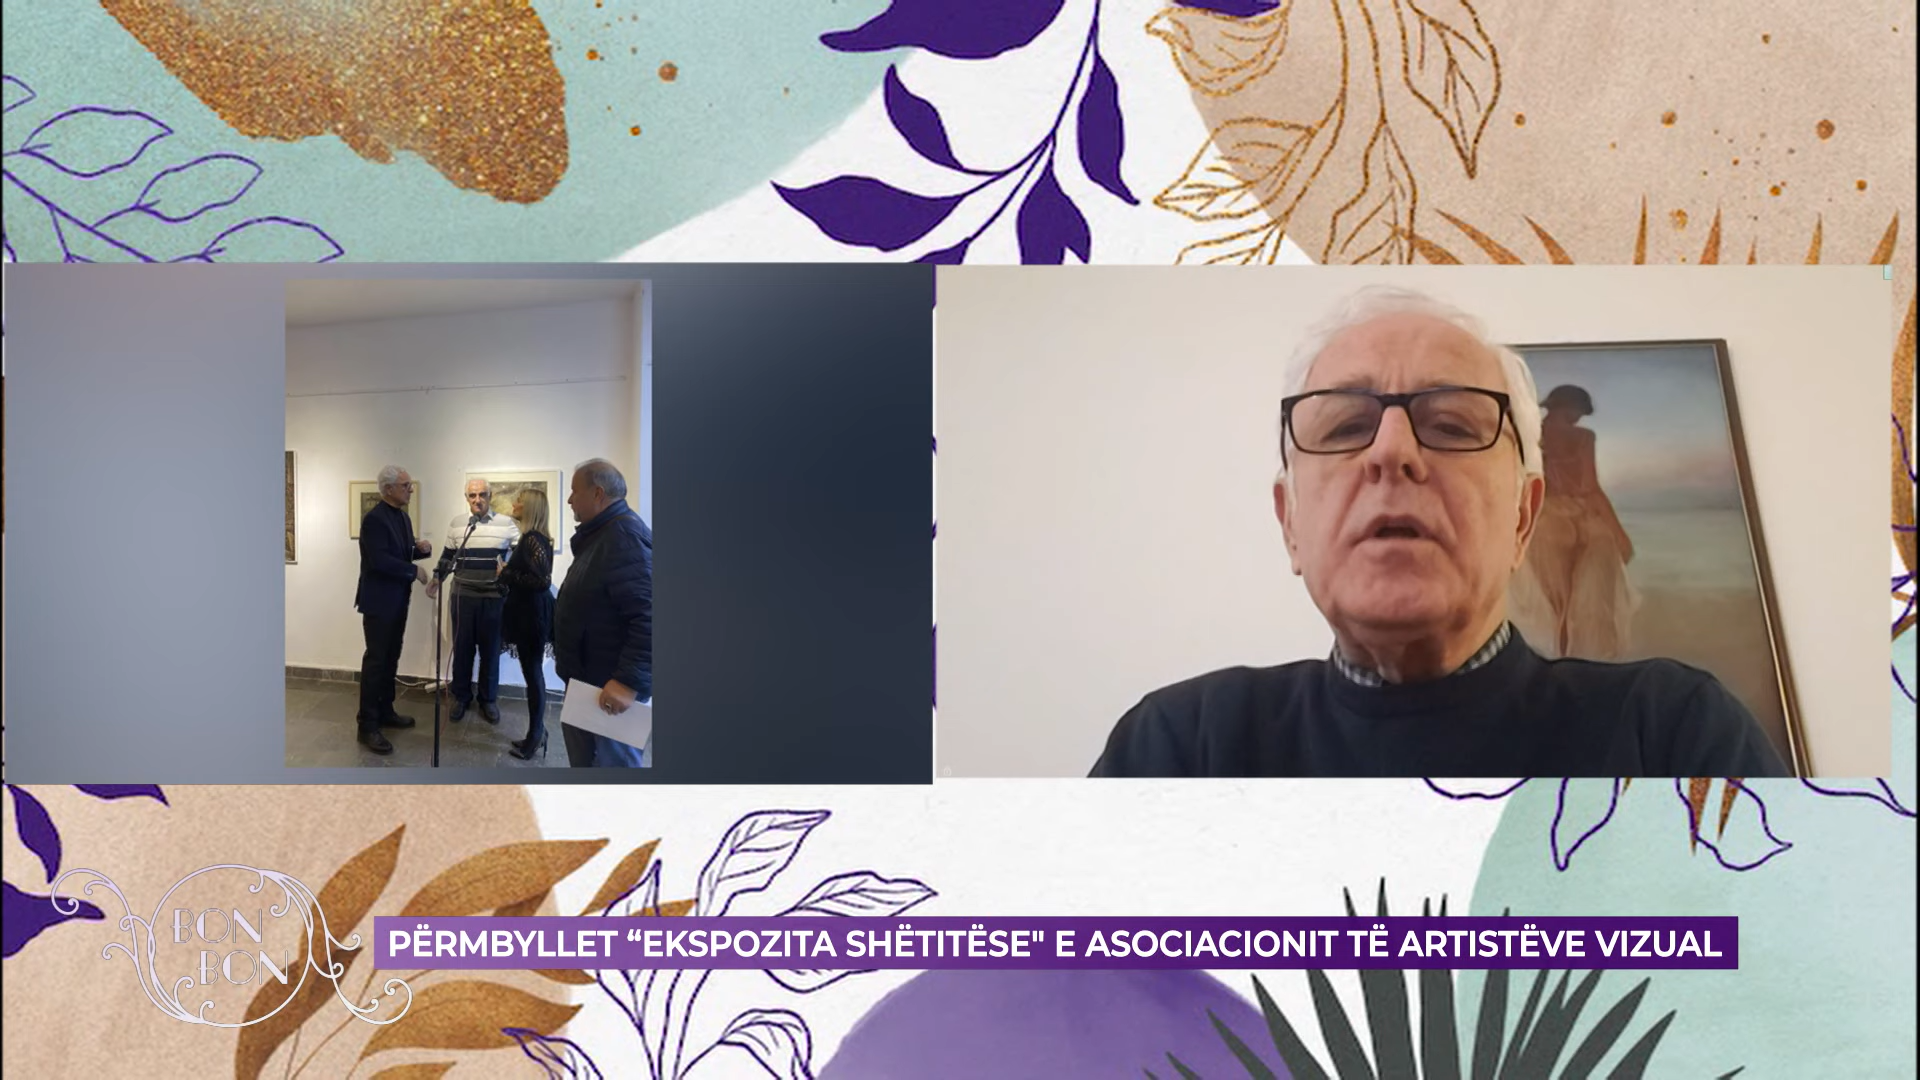 BON
BON
PËRMBYLLET “EKSPOZITA SHËTITËSE" E ASOCIACIONIT TË ARTISTËVE VIZUAL